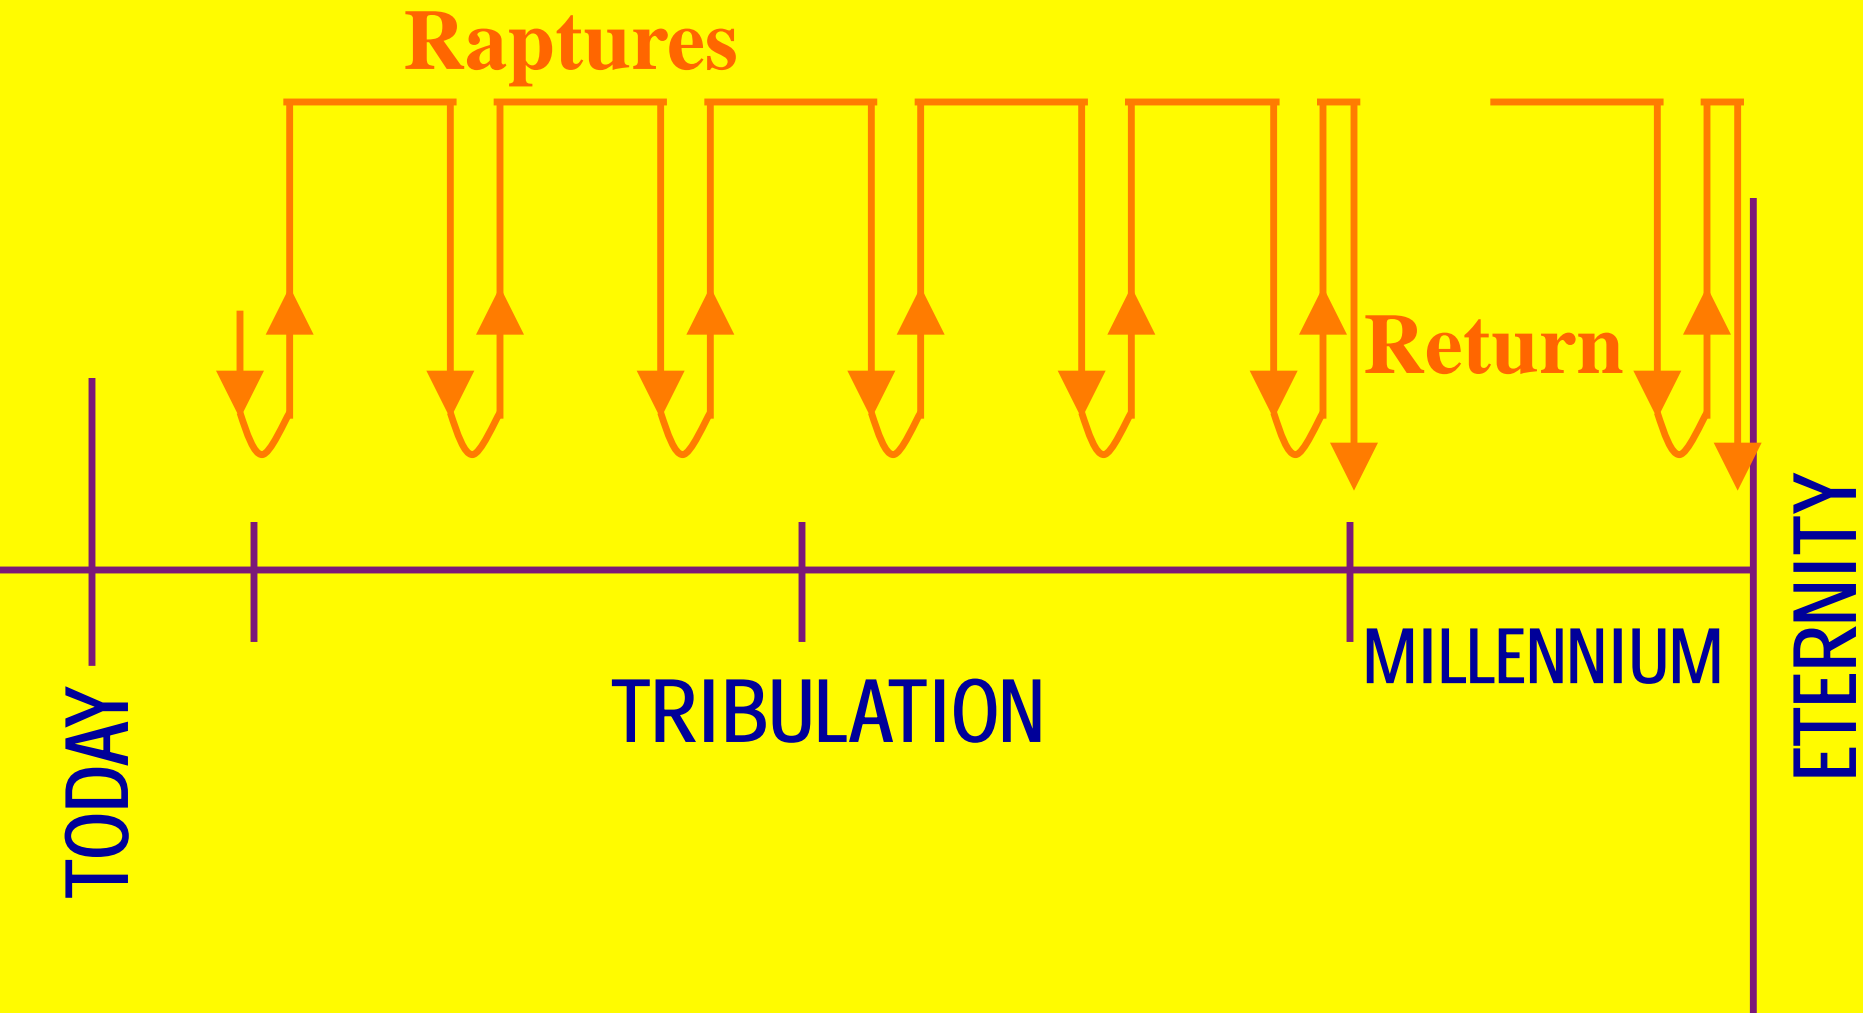 Raptures
Return
MILLENNIUM
TRIBULATION
TODAY
ETERNITY